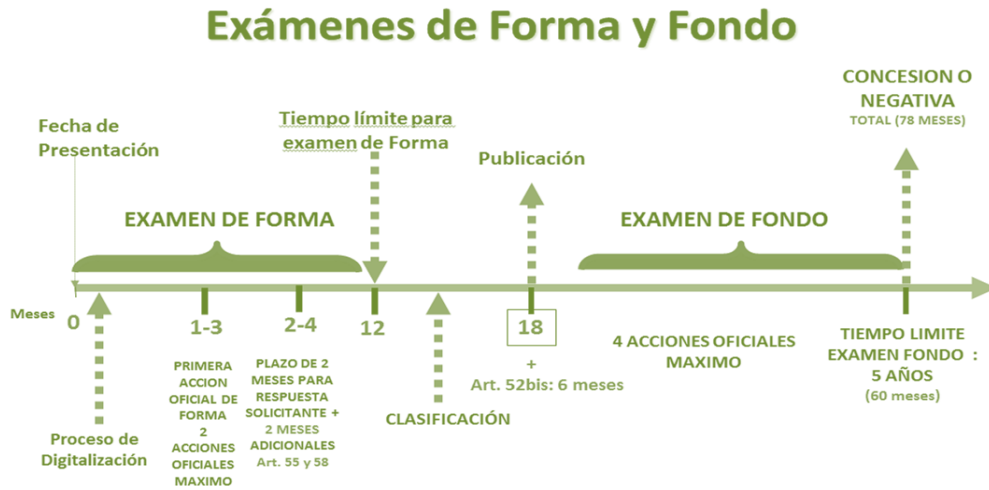 Exámenes de Forma y Fondo
Fecha de
Presentación
Tiempo límite para
examen de Forma
Publicación
CONCESION O
NEGATIVA
TOTAL (78 MESES)
EXAMEN DE FORMA
EXAMEN DE FONDO
Meses
0
1-3
2-4
12
18
PRIMERA
ACCION
OFICIAL DE
FORMA
2
ACCIONES
OFICIALES
MAXIMO
PLAZO DE 2
MESES PARA
RESPUESTA
SOLICITANTE +
2 MESES
ADICIONALES
Art. 55 y 58
+
Art. 52bis: 6 meses
4 ACCIONES OFICIALES
MAXIMO
TIEMPO LIMITE
EXAMEN FONDO :
5 AÑOS
(60 meses)
Proceso de
Digitalización
CLASIFICACIÓN